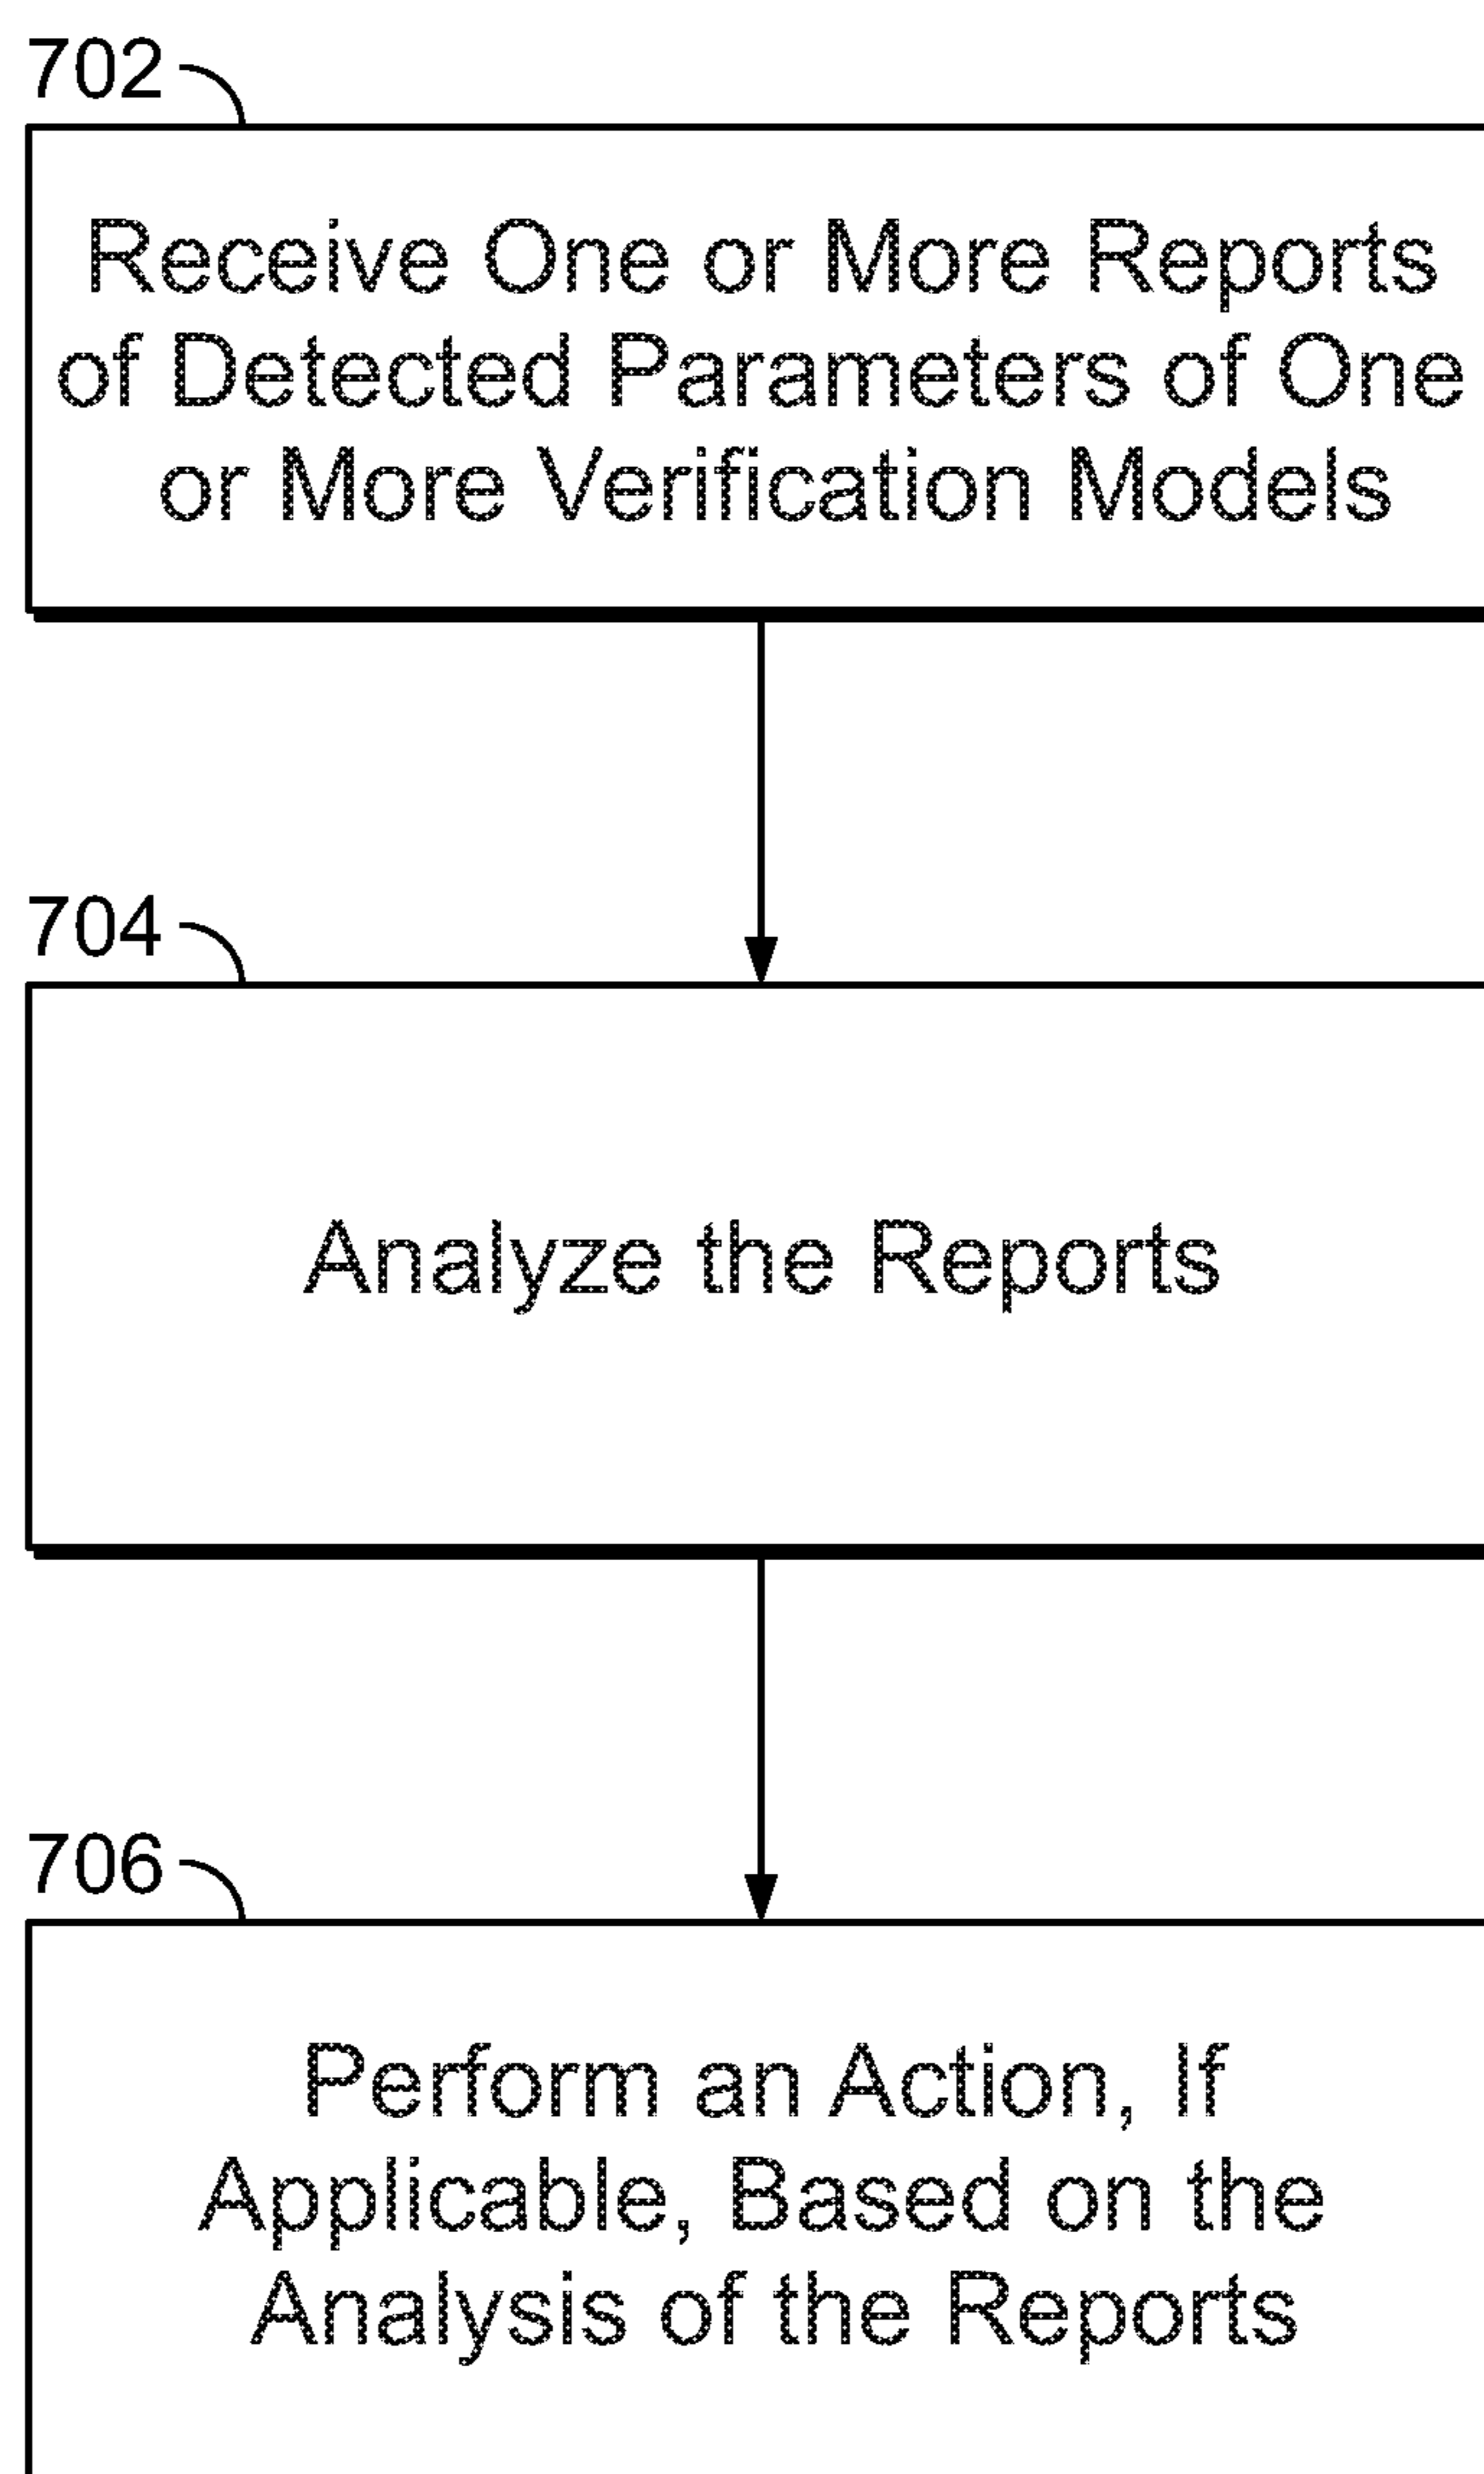 702
Receive One or More Reports
of Detected Parameters of One
or More Verification Models
704
Analyze the Reports
706
Perform an Action, If
Applicable, Based on the
Analysis of the Reports